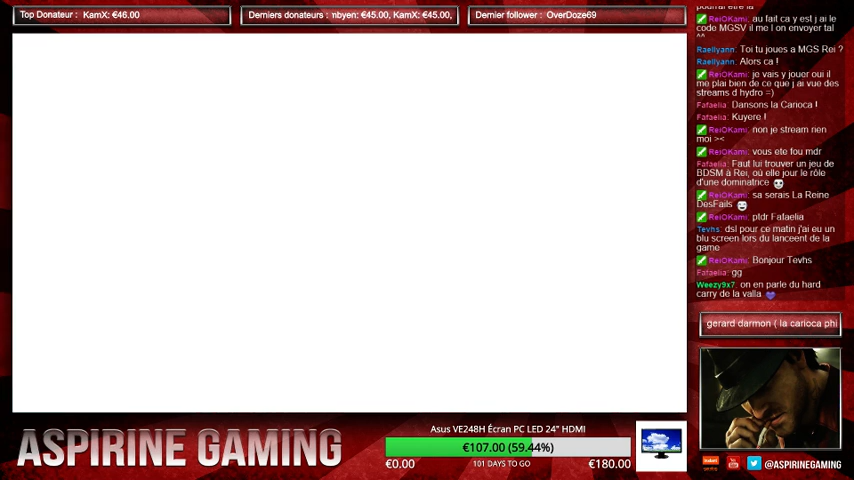 Top Donateur : KamX: €46.00
Derniers donateurs : nbyen: €45.00, KamX: €45.00,
Dernier follower : OverDoze69
ReiOKami: au fait ca y est j ai le
code MGSV il me l on envoyer tal
^^
Raellyann: Toi tu joues a MGS Rei ?
Raellyann: Alors ca !
ReiOKami: je vais y jouer oui il
me plai bien de ce que j ai vue des
streams d hydro =)
Fafaelia: Dansons la Carioca !
Fafaelia: Kuyere !
ReiOKami: non je stream rien
moi ><
ReiOKami: vous ete fou mdr
Fafaelia: Faut lui trouver un jeu de
BDSM à Rei, où elle jour le rôle
d'une dominatrice
ReiOKami: sa serais La Reine
DesFails
ReiOKami: ptdr Fafaelia
Tevhs: dsl pour ce matin j'ai eu un
blu screen lors du lanceent de la
game
ReiOKami: Bonjour Tevhs
Fafaelia: gg
Weezy9x7: on en parle du hard
carry de la valla
gerard darmon ( la carioca phi
ASPIRINE GAMING
Asus VE248H Écran PC LED 24" HDMI
€107.00 (59.44%)
€0.00
101 DAYS TO GO
€180.00
@ASPIRINEGAMING